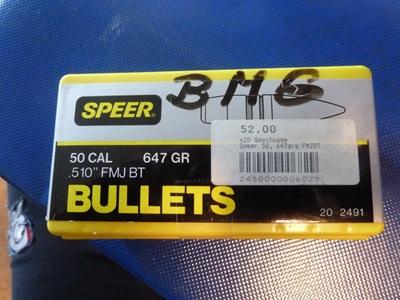 BMG
SPEER®
52.00
x20 Geschosse
Speer 50, 647grg FMJBT
2450000006029
50 CAL 647 GR
.510" FMJ BT
BULLETS
20 2491